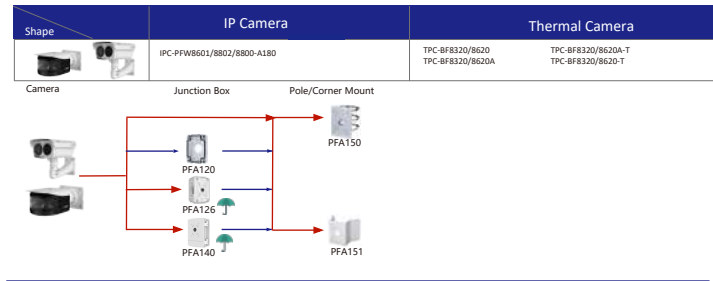 Shape
IP Camera
Thermal Camera
IPC-PFW8601/8802/8800-A180
TPC-BF8320/8620
TPC-BF8320/8620A-T
TPC-BF8320/8620A
TPC-BF8320/8620-T
Camera
Junction Box
Pole/Corner Mount
PFA150
PFA120
PFA126
PFA140
PFA151